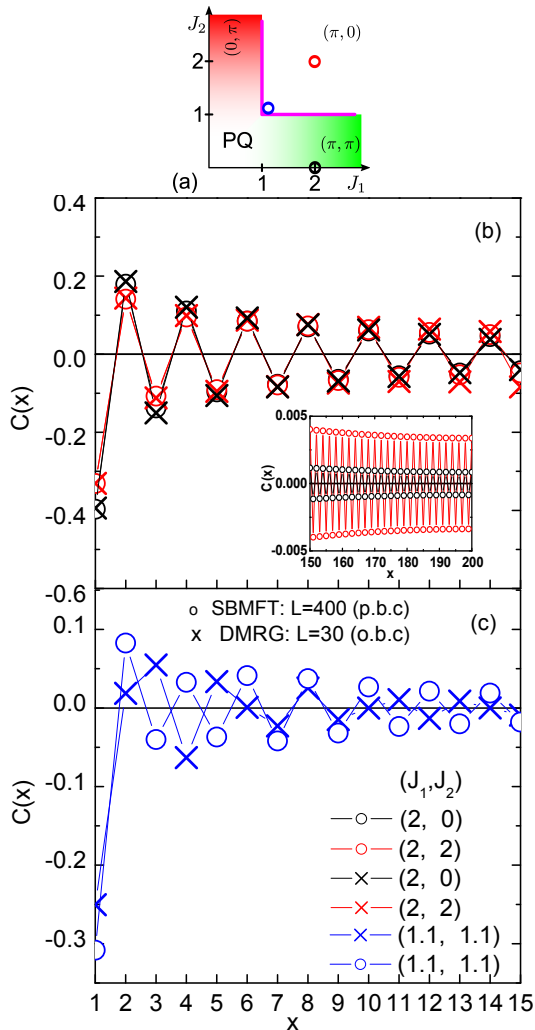 J₂
(0, π)
(π, 0)
2
1
PQ
(π, π)
(a)
1
2
J₁
0.4
(b)
0.2
0.0
C(x)
-0.2
-0.4
-0.6
0.005
C(x)
0.000
-0.005
150 160 170 180 190 200
x
o SBMFT: L=400 (p.b.c)
x DMRG: L=30 (o.b.c)
(c)
0.1
0.0
C(x)
-0.1
-0.2
-0.3
(J₁,J₂)
(2, 0)
(2, 2)
(2, 0)
(2, 2)
(1.1, 1.1)
(1.1, 1.1)
1 2 3 4 5 6 7 8 9 10 11 12 13 14 15
x